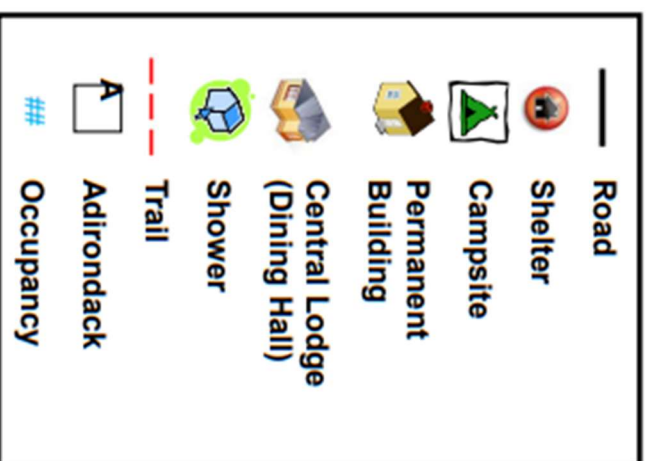 Road
Shelter
Campsite
Permanent
Building
Central Lodge
(Dining Hall)
Shower
Trail
A
Adirondack
##
Occupancy